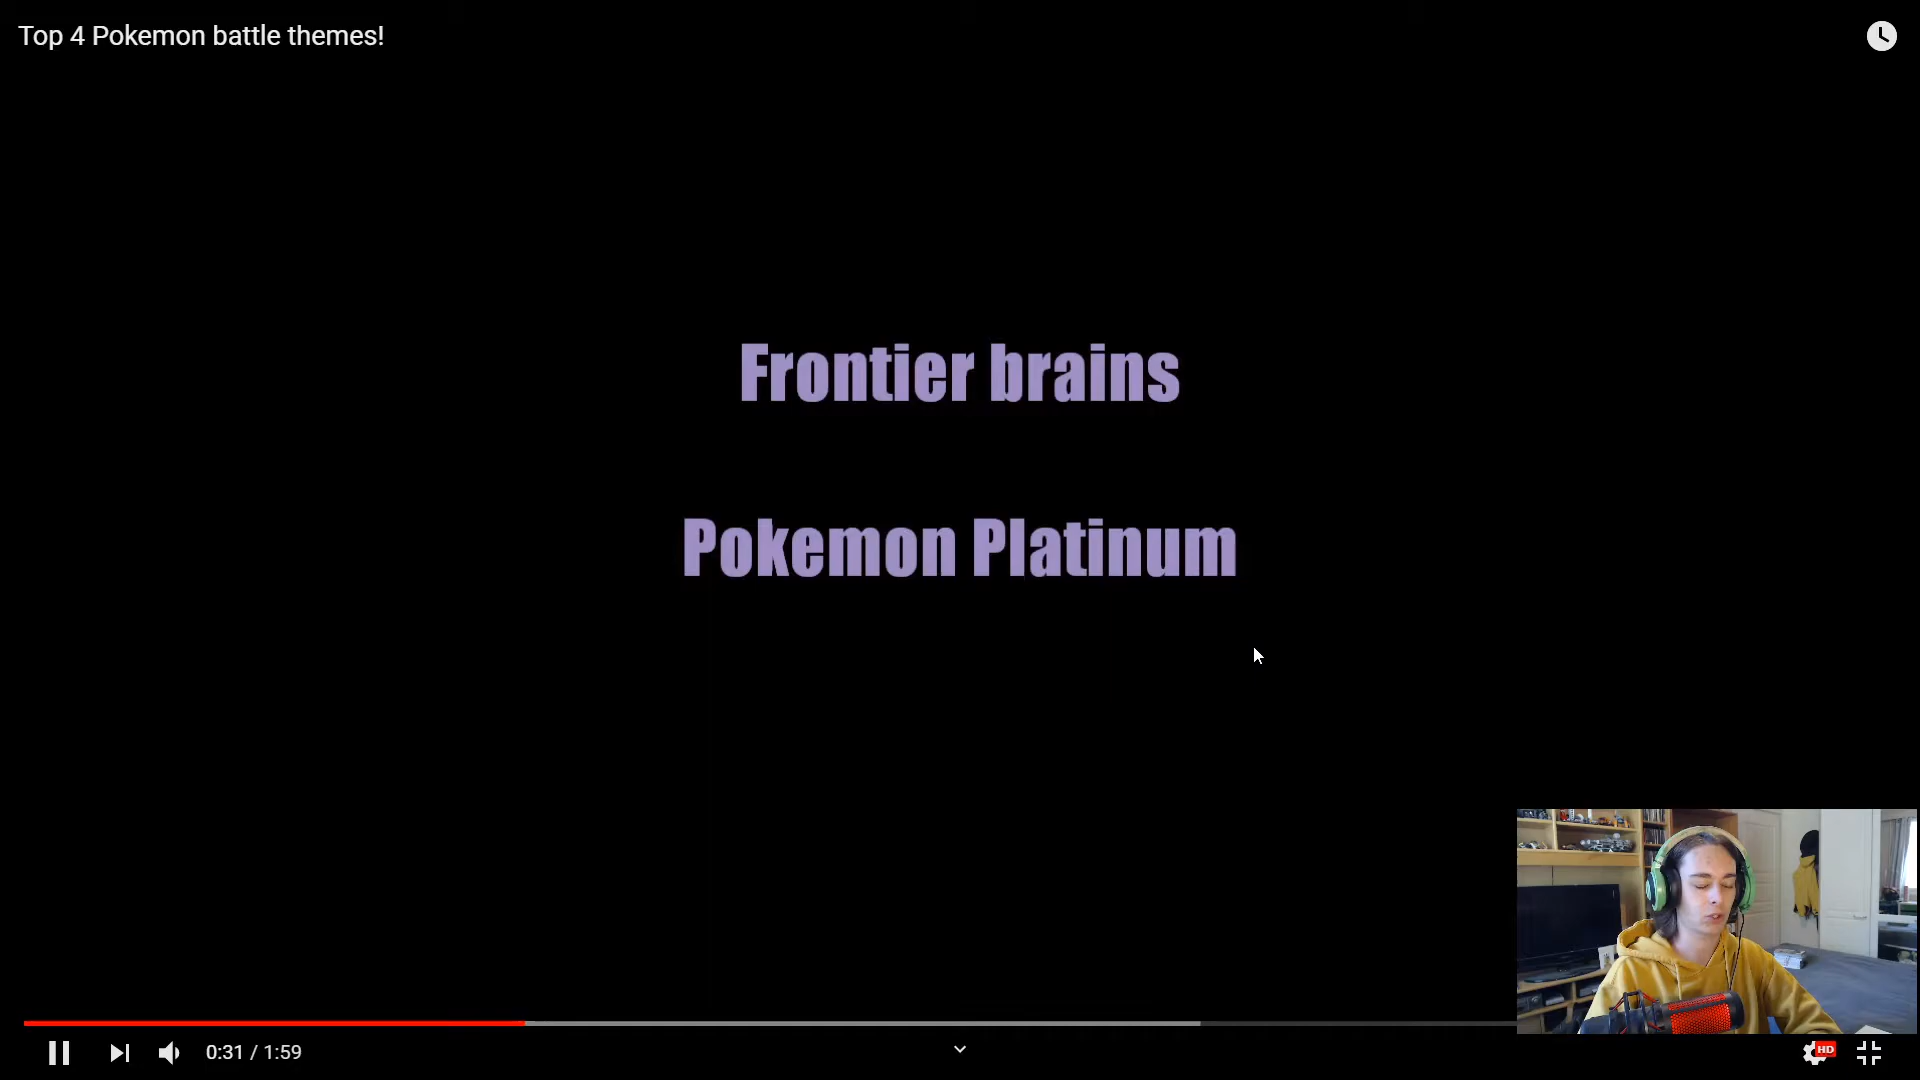 Top 4 Pokemon battle themes!
Frontier brains
Pokemon Platinum
0:31 / 1:59
HD